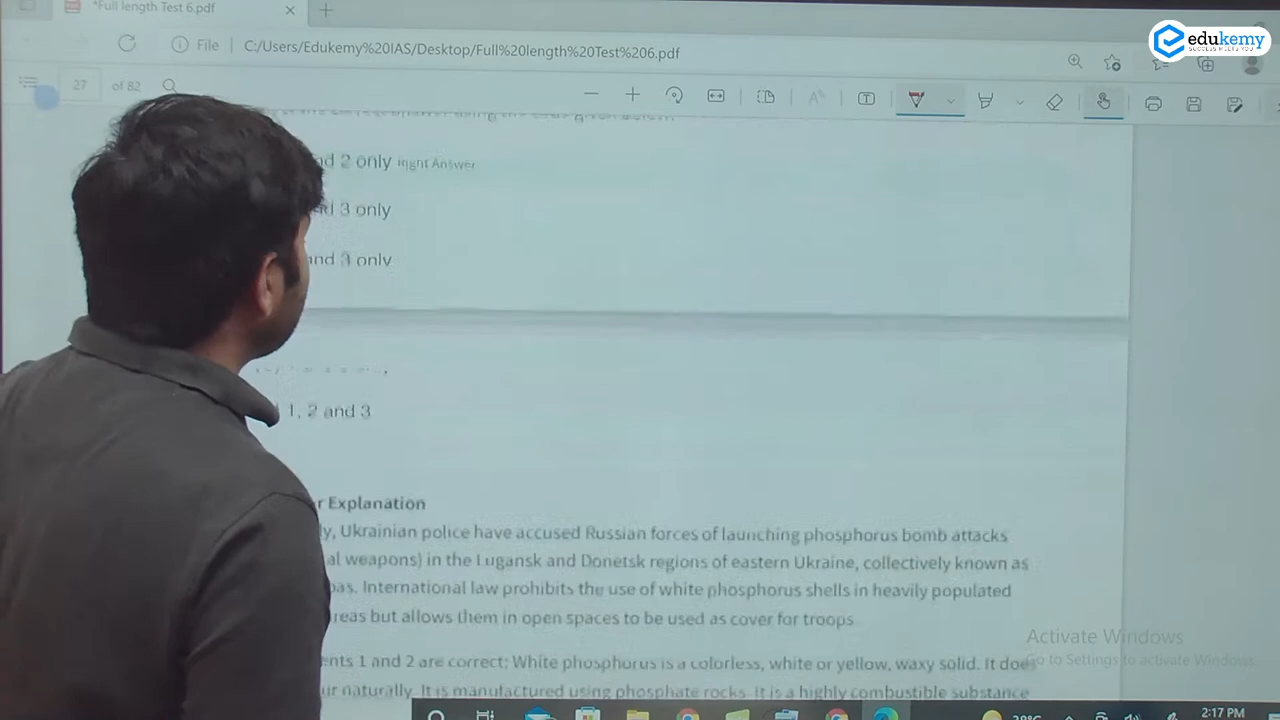 *Full length Test 6.pdf
File C:/Users/Edukemy%20IAS/Desktop/Full%20length%20Test%206.pdf
edukemy
27 of 82
nd 2 only Right Answer
nd 3 only
and 3 only
1, 2 and 3
r Explanation
y, Ukrainian police have accused Russian forces of launching phosphorus bomb attacks
al weapons) in the Lugansk and Donetsk regions of eastern Ukraine, collectively known as
bas. International law prohibits the use of white phosphorus shells in heavily populated
reas but allows them in open spaces to be used as cover for troops
Activate Windows
Go to Settings to activate Windows.
ents 1 and 2 are correct: White phosphorus is a colorless, white or yellow, waxy solid. It does
ur naturally. It is manufactured using phosphate rocks. It is a highly combustible substance
2:17 PM